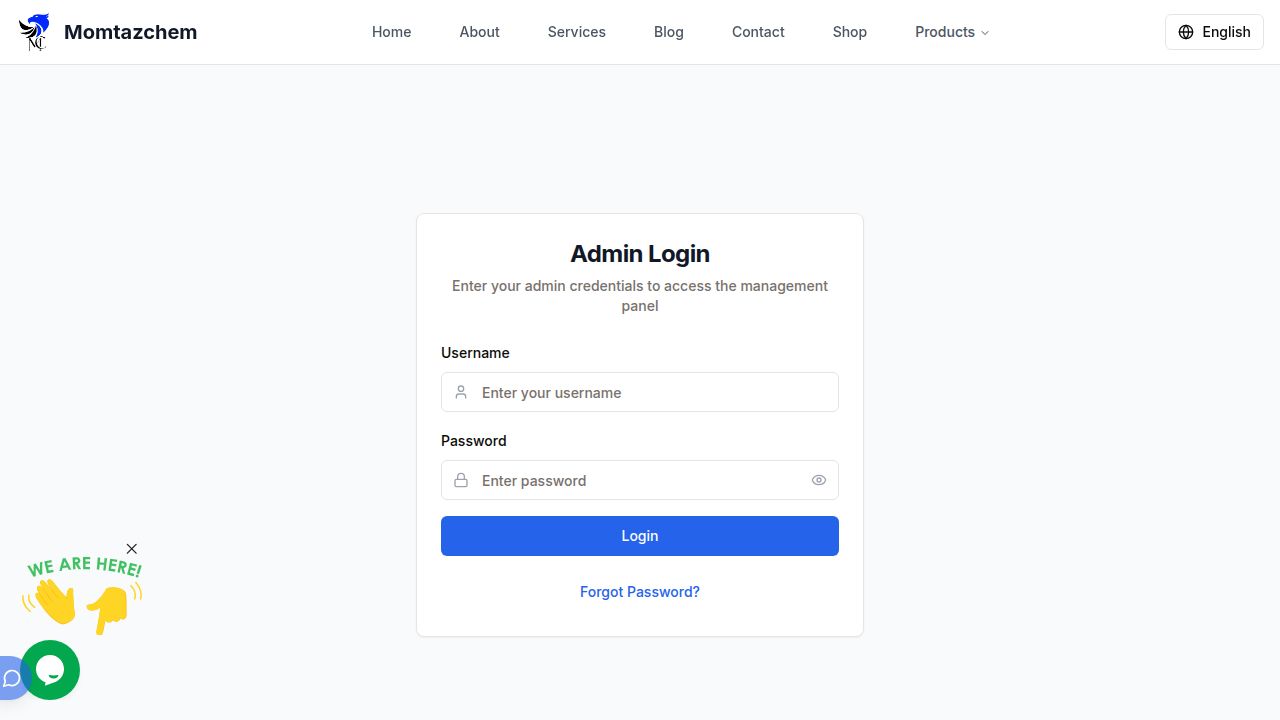 Momtazchem
Home
About
Services
Blog
Contact
Shop
Products
English
Admin Login
Enter your admin credentials to access the management
panel
Username
Enter your username
Password
Enter password
Login
Forgot Password?
WE ARE HERE!